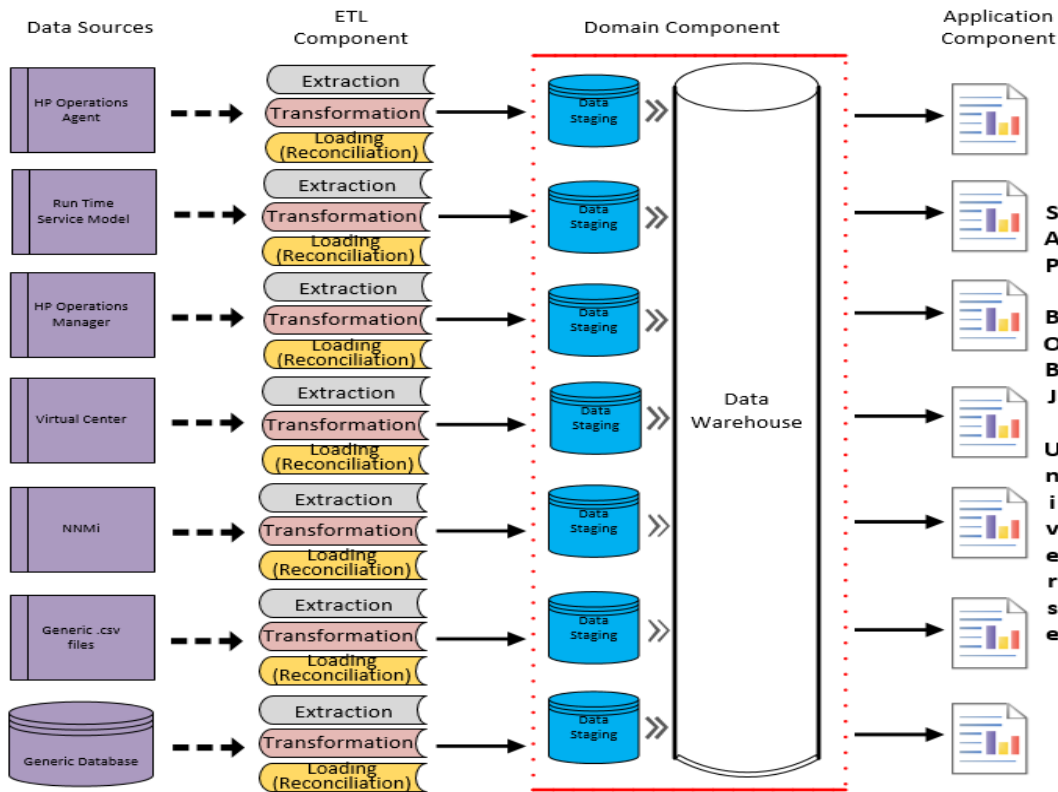 Data Sources
ETL
Component
Domain Component
Application
Component
HP Operations
Agent
Extraction
Transformation
Loading
(Reconciliation)
Data
Staging
Run Time
Service Model
Extraction
Transformation
Loading
(Reconciliation)
Data
Staging
HP Operations
Manager
Extraction
Transformation
Loading
(Reconciliation)
Data
Staging
Virtual Center
Extraction
Transformation
Loading
(Reconciliation)
Data
Staging
NNMi
Extraction
Transformation
Loading
(Reconciliation)
Data
Staging
Generic .csv
files
Extraction
Transformation
Loading
(Reconciliation)
Data
Staging
Generic Database
Extraction
Transformation
Loading
(Reconciliation)
Data
Staging
Data
Warehouse
SAP BOBJ Universe